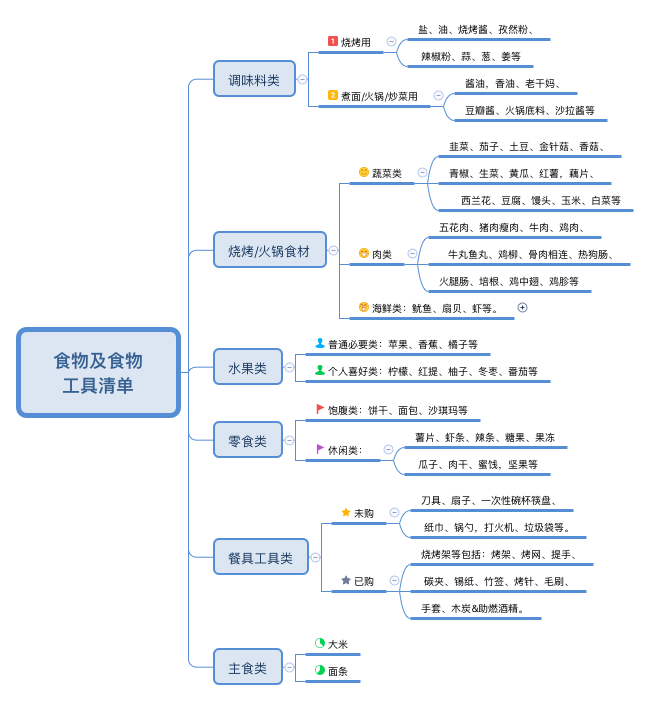 食物及食物
工具清单
调味料类
1 烧烤用
盐、油、烧烤酱、孜然粉、
辣椒粉、蒜、葱、姜等
2 煮面/火锅/炒菜用
酱油，香油、老干妈、
豆瓣酱、火锅底料、沙拉酱等
烧烤/火锅食材
蔬菜类
韭菜、茄子、土豆、金针菇、香菇、
青椒、生菜、黄瓜、红薯，藕片、
西兰花、豆腐、馒头、玉米、白菜等
肉类
五花肉、猪肉瘦肉、牛肉、鸡肉、
牛丸鱼丸、鸡柳、骨肉相连、热狗肠、
火腿肠、培根、鸡中翅、鸡胗等
海鲜类：鱿鱼、扇贝、虾等。
水果类
普通必要类：苹果、香蕉、橘子等
个人喜好类：柠檬、红提、柚子、冬枣、番茄等
零食类
饱腹类：饼干、面包、沙琪玛等
休闲类：
薯片、虾条、辣条、糖果、果冻
瓜子、肉干、蜜饯，坚果等
餐具工具类
未购
刀具、扇子、一次性碗杯筷盘、
纸巾、锅勺，打火机、垃圾袋等。
已购
烧烤架等包括：烤架、烤网、提手、
碳夹、锡纸、竹签、烤针、毛刷、
手套、木炭&助燃酒精。
主食类
大米
面条